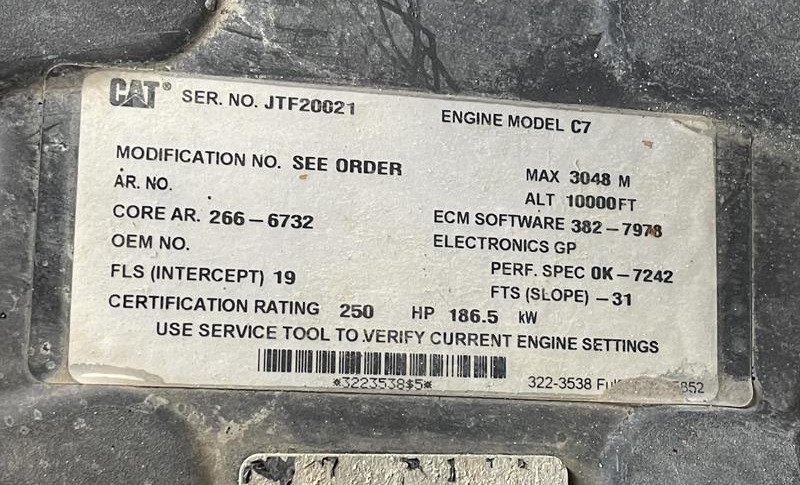 CAT® SER. NO. JTF20021 ENGINE MODEL C7
MODIFICATION NO. SEE ORDER MAX 3048 M
AR. NO. ALT 10000FT
CORE AR. 266-6732 ECM SOFTWARE 382-7978
OEM NO. ELECTRONICS GP
FLS (INTERCEPT) 19 PERF. SPEC 0K-7242
FTS (SLOPE) -31
CERTIFICATION RATING 250 HP 186.5 kW
USE SERVICE TOOL TO VERIFY CURRENT ENGINE SETTINGS
*3223538$5*
322-3538